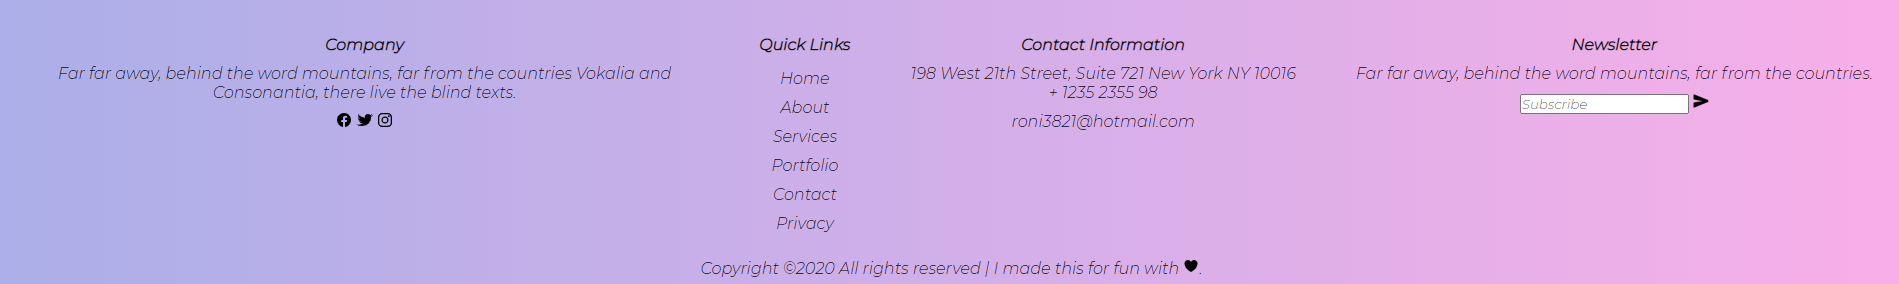 Company
Far far away, behind the word mountains, far from the countries Vokalia and
Consonantia, there live the blind texts.
Quick Links
Home
About
Services
Portfolio
Contact
Privacy
Contact Information
198 West 21th Street, Suite 721 New York NY 10016
+ 1235 2355 98
roni3821@hotmail.com
Newsletter
Far far away, behind the word mountains, far from the countries.
Subscribe
Copyright ©2020 All rights reserved | I made this for fun with ♥.